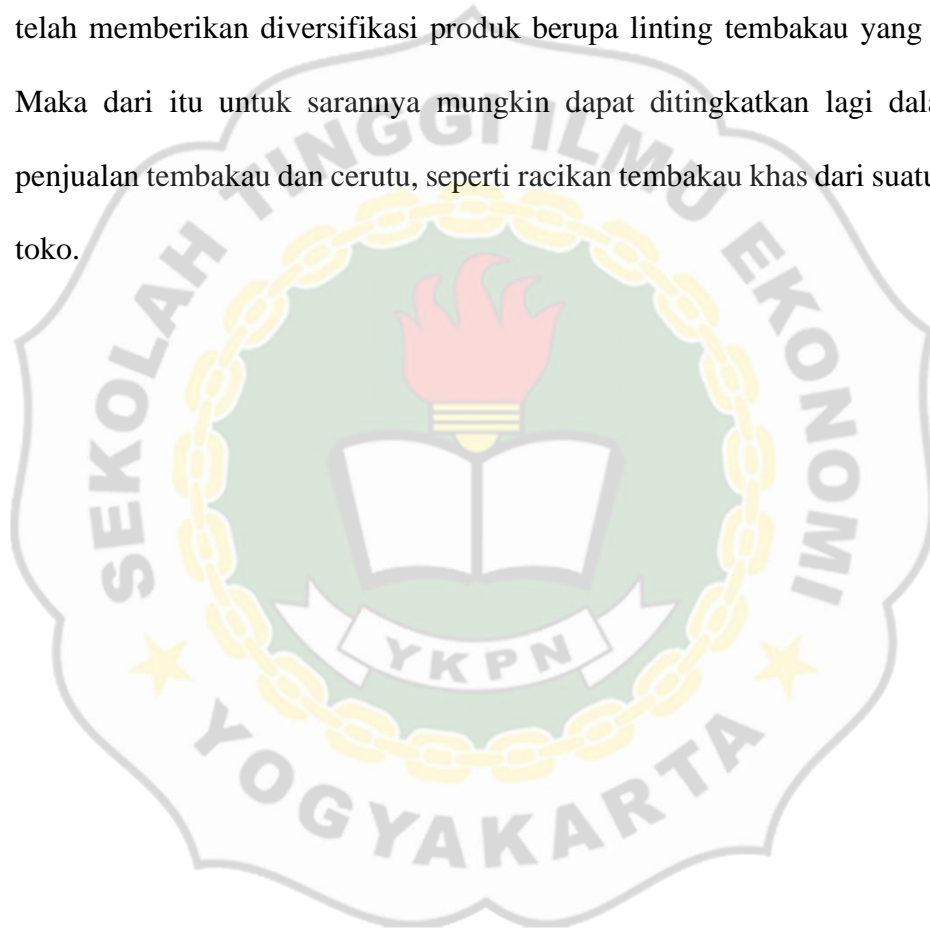 telah memberikan diversifikasi produk berupa linting tembakau yang
Maka dari itu untuk sarannya mungkin dapat ditingkatkan lagi dala
penjualan tembakau dan cerutu, seperti racikan tembakau khas dari suatu
toko.
SEKOLAH TINGGI ILMU EKONOMI
YKPN
YOGYAKARTA